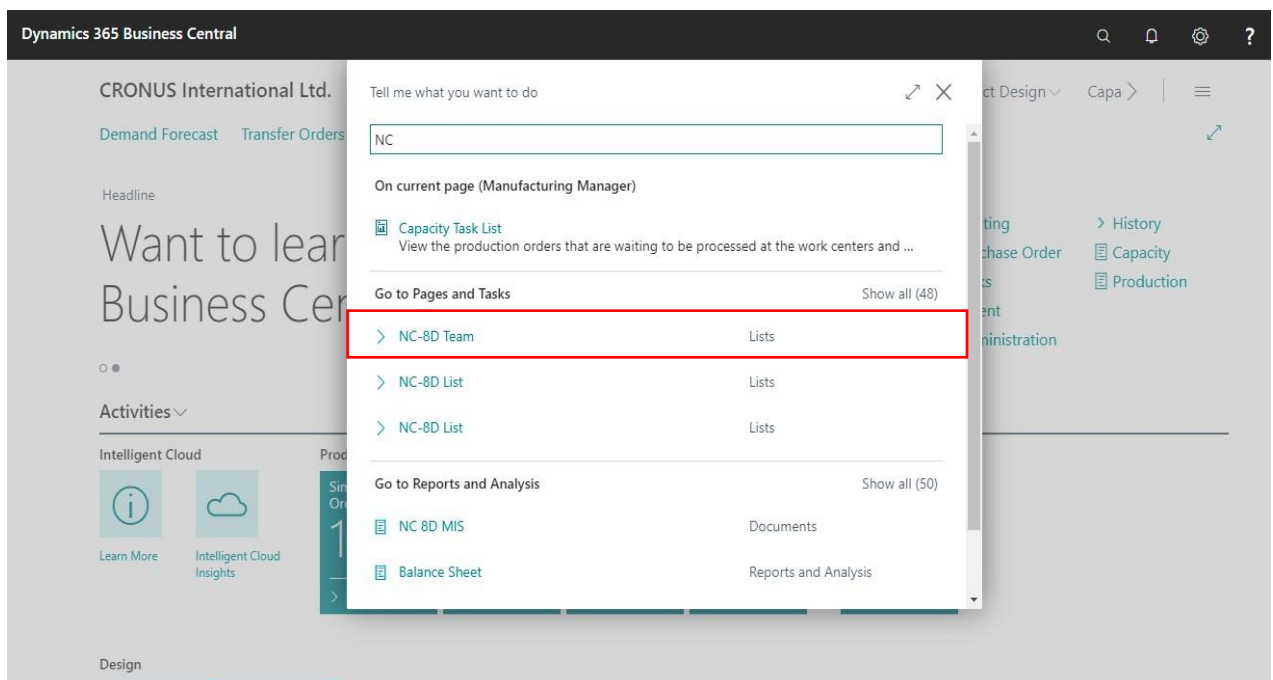 Dynamics 365 Business Central
?
CRONUS International Ltd.
ct Design
Capa
Demand Forecast Transfer Orders
Headline
Want to lear
Business Cer
Activities
Intelligent Cloud
Learn More
Intelligent Cloud
Insights
Prod
Sim
Ord
1
Design
Tell me what you want to do
NC
On current page (Manufacturing Manager)
Capacity Task List
View the production orders that are waiting to be processed at the work centers and ...
Go to Pages and Tasks Show all (48)
NC-8D Team Lists
NC-8D List Lists
NC-8D List Lists
Go to Reports and Analysis Show all (50)
NC 8D MIS Documents
Balance Sheet Reports and Analysis
ting
chase Order
ks
ent
ministration
History
Capacity
Production